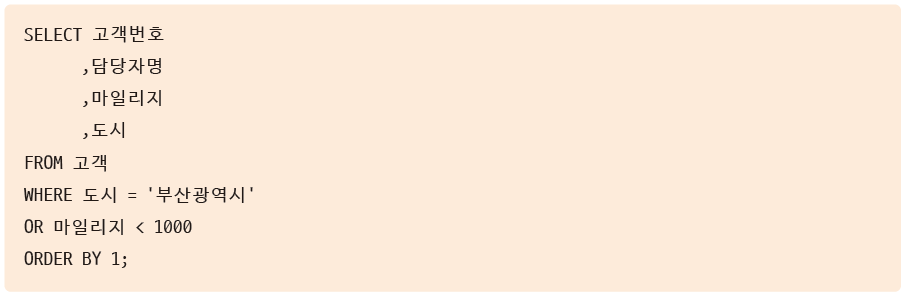 SELECT 고객번호
      ,담당자명
      ,마일리지
      ,도시
FROM 고객
WHERE 도시 = '부산광역시'
OR 마일리지 < 1000
ORDER BY 1;